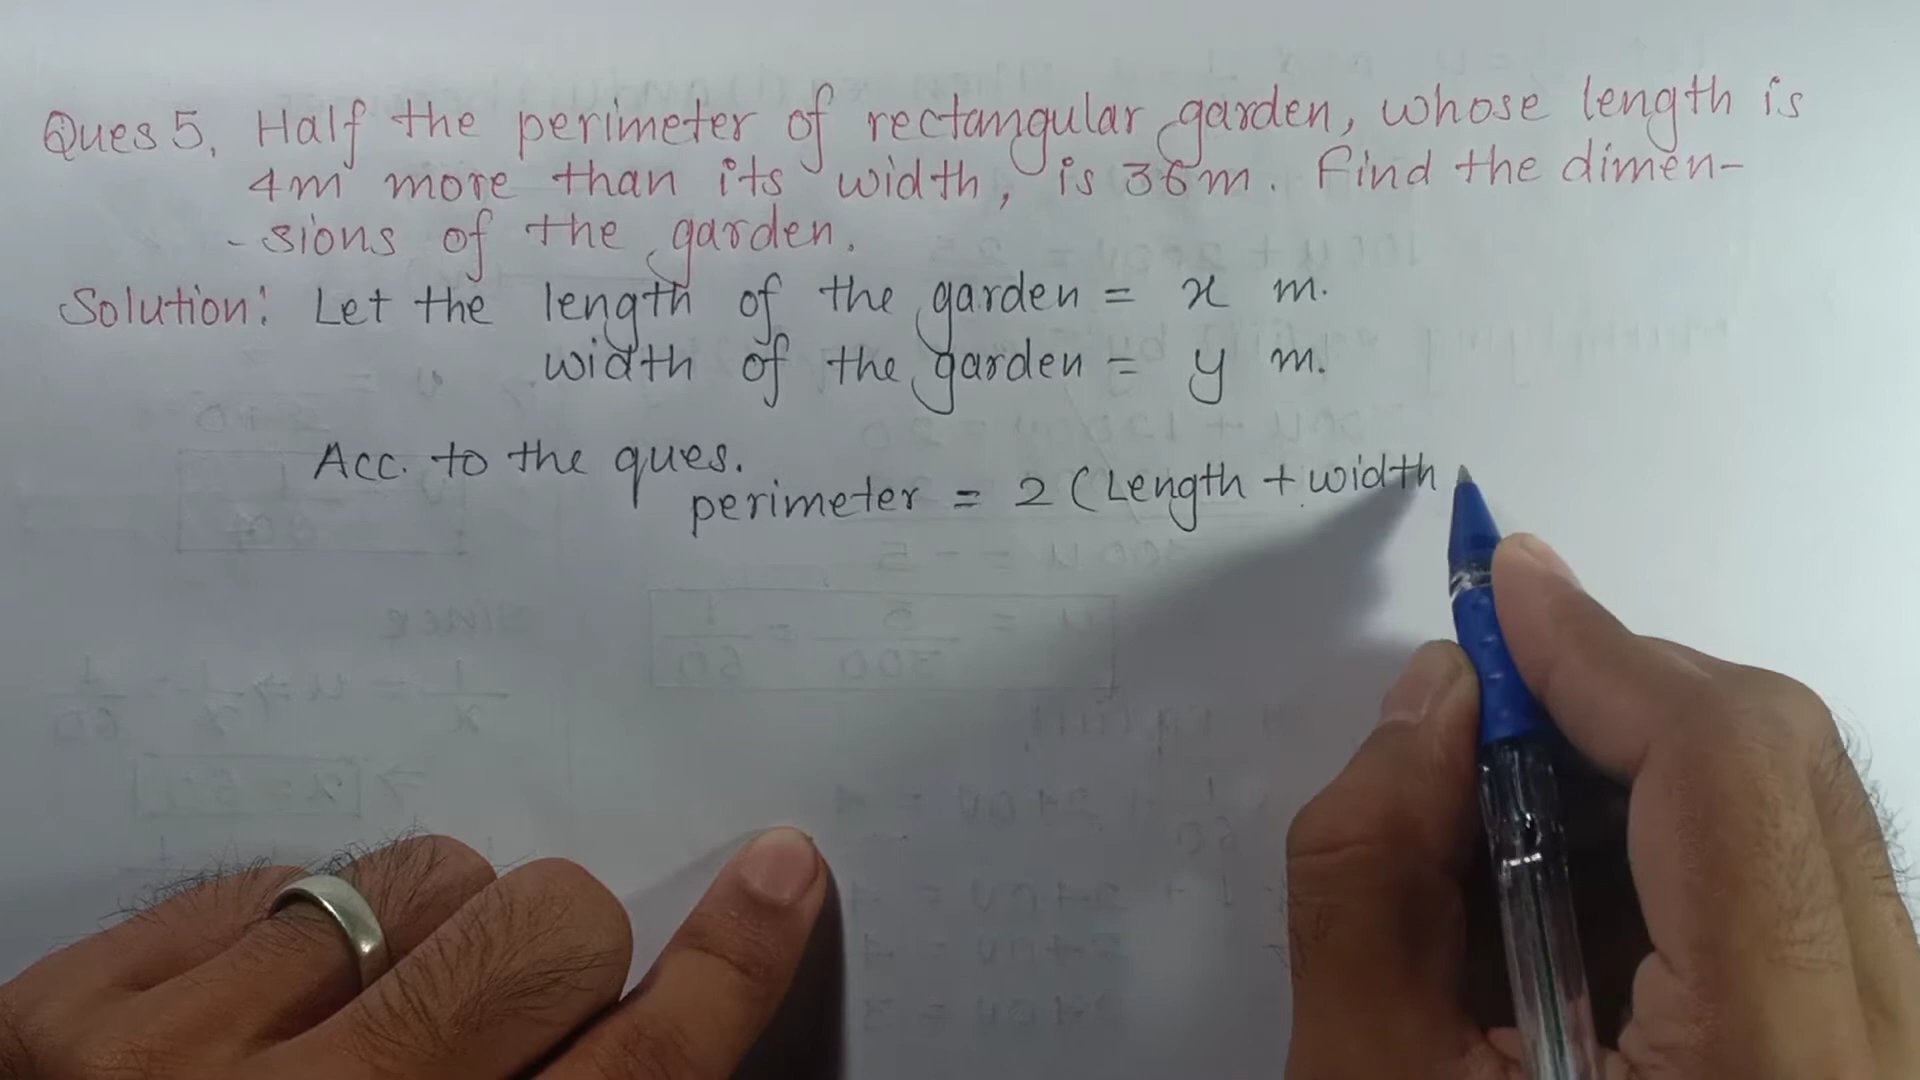 Ques 5. Half the perimeter of rectangular garden, whose length is
4m more than its width, is 36m. Find the dimen-
-sions of the garden.
Solution: Let the length of the garden = x m.
width of the garden = y m.
Acc. to the ques.
perimeter = 2 (Length + width